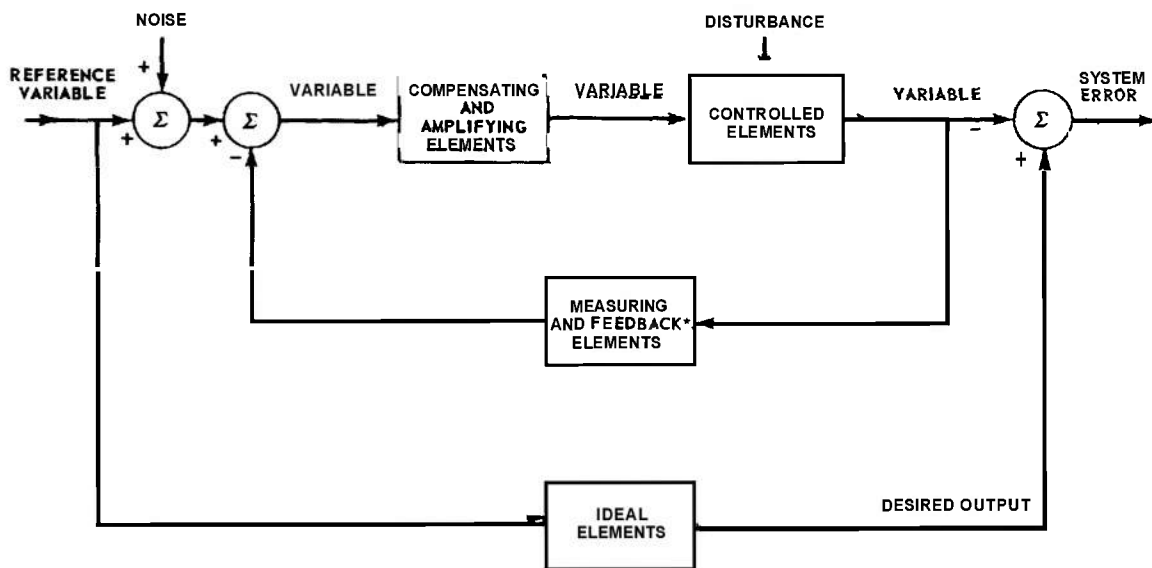 NOISE
DISTURBANCE
REFERENCE
VARIABLE
+
Σ
+
+
Σ
−
VARIABLE
COMPENSATING
AND
AMPLIFYING
ELEMENTS
VARIABLE
CONTROLLED
ELEMENTS
VARIABLE
−
Σ
+
SYSTEM
ERROR
MEASURING
AND FEEDBACK*
ELEMENTS
IDEAL
ELEMENTS
DESIRED OUTPUT